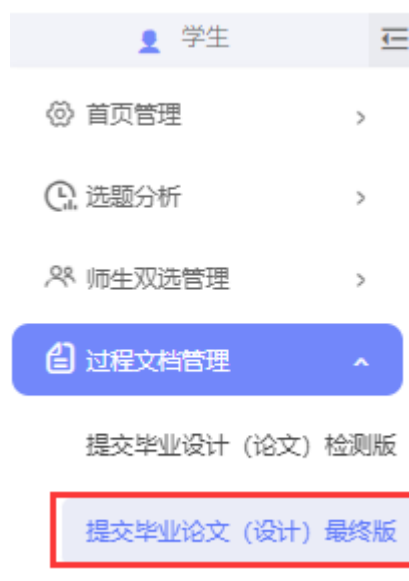 学生
首页管理
选题分析
师生双选管理
过程文档管理
提交毕业设计（论文）检测版
提交毕业论文（设计）最终版